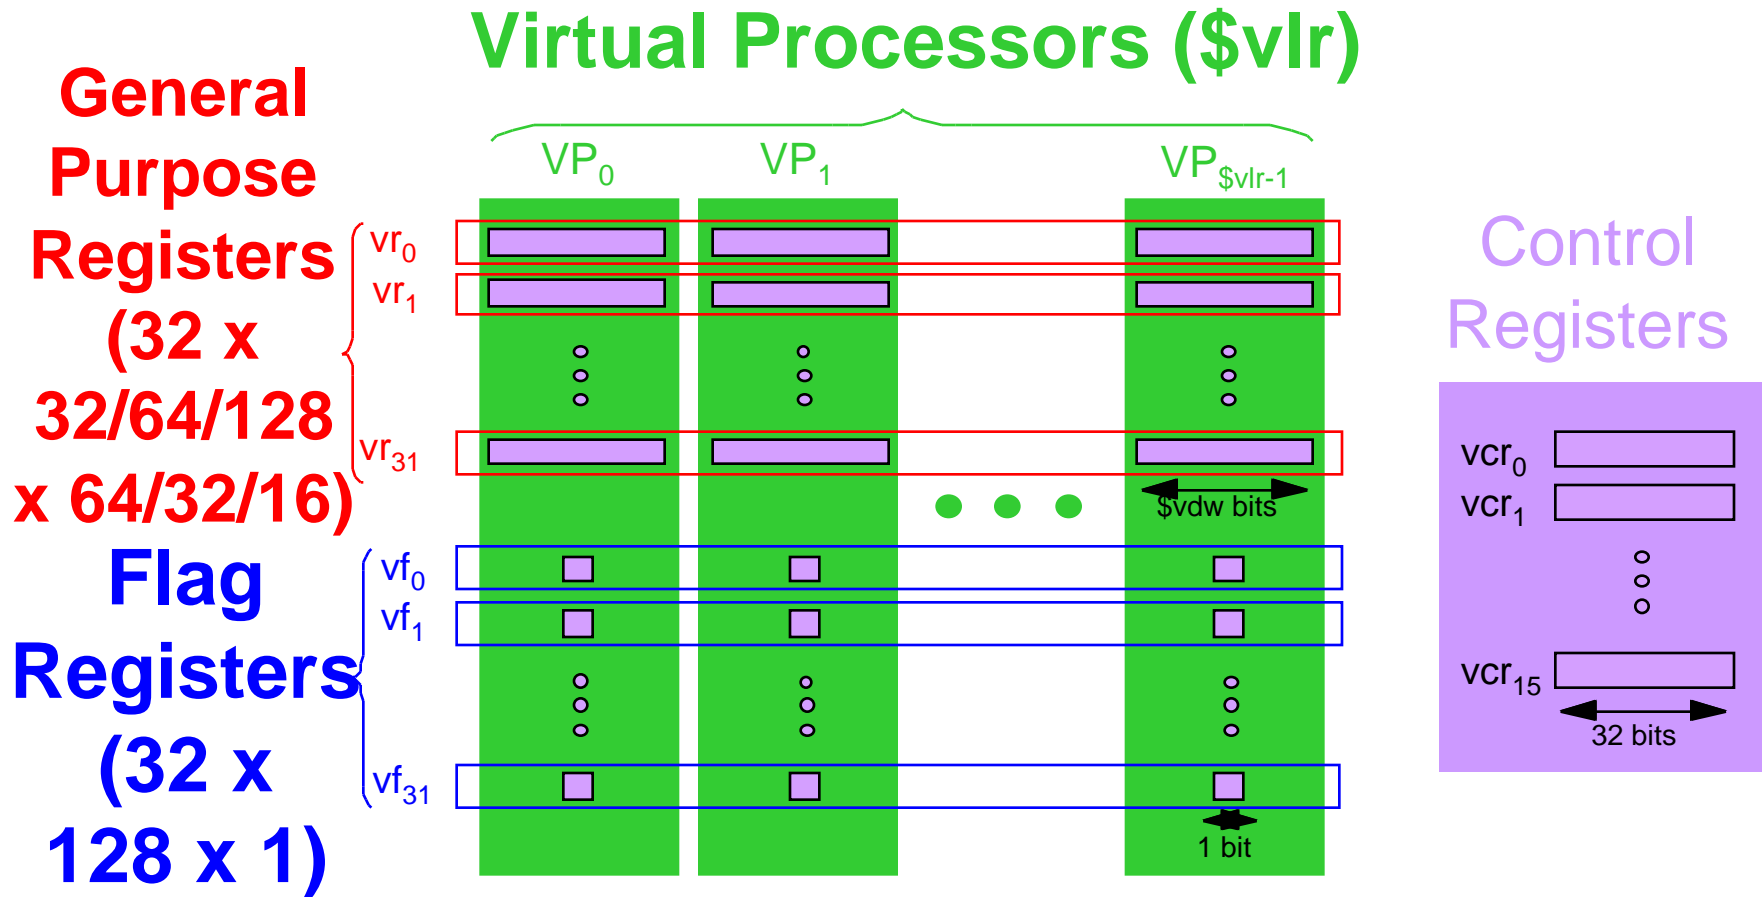 Virtual Processors ($vlr)
General
Purpose
Registers
(32 x
32/64/128
x 64/32/16)
VP0
VP1
VP$vlr-1
vr0
vr1
vr31
$vdw bits
Flag
Registers
(32 x
128 x 1)
vf0
vf1
vf31
1 bit
Control
Registers
vcr0
vcr1
vcr15
32 bits